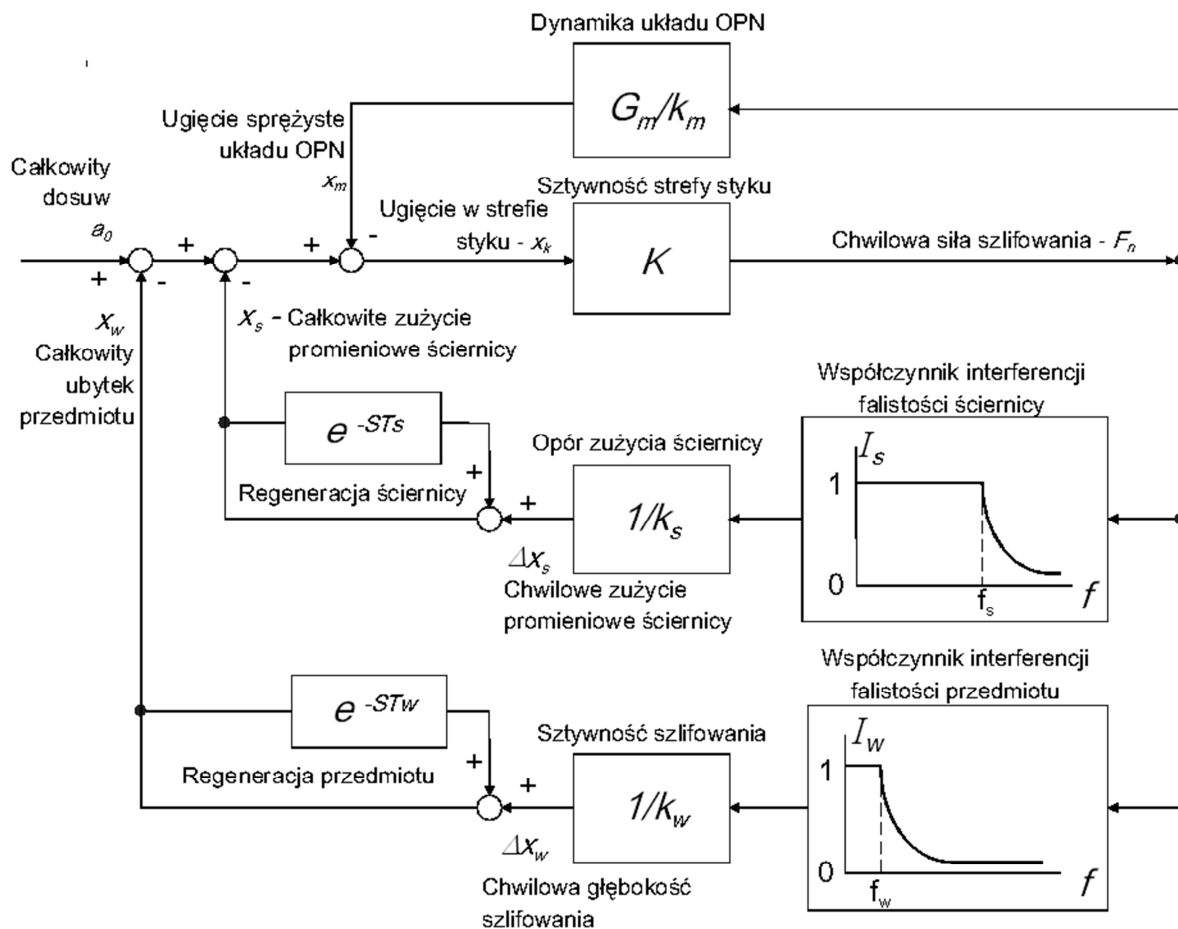 Dynamika układu OPN
G_m/k_m
Ugięcie sprężyste
układu OPN
x_m
Całkowity
dosuw
a_0
Sztywność strefy styku
Ugięcie w strefie
styku - x_k
K
Chwilowa siła szlifowania - F_n
+
-
+
-
+
-
x_w
Całkowity
ubytek
przedmiotu
x_s - Całkowite zużycie
promieniowe ściernicy
Współczynnik interferencji
falistości ściernicy
I_s
1
0
f_s
f
e^-STs
+
Regeneracja ściernicy
Opór zużycia ściernicy
+
1/k_s
Δx_s
Chwilowe zużycie
promieniowe ściernicy
Współczynnik interferencji
falistości przedmiotu
I_w
1
0
f_w
f
e^-STw
+
Regeneracja przedmiotu
Sztywność szlifowania
+
1/k_w
Δx_w
Chwilowa głębokość
szlifowania